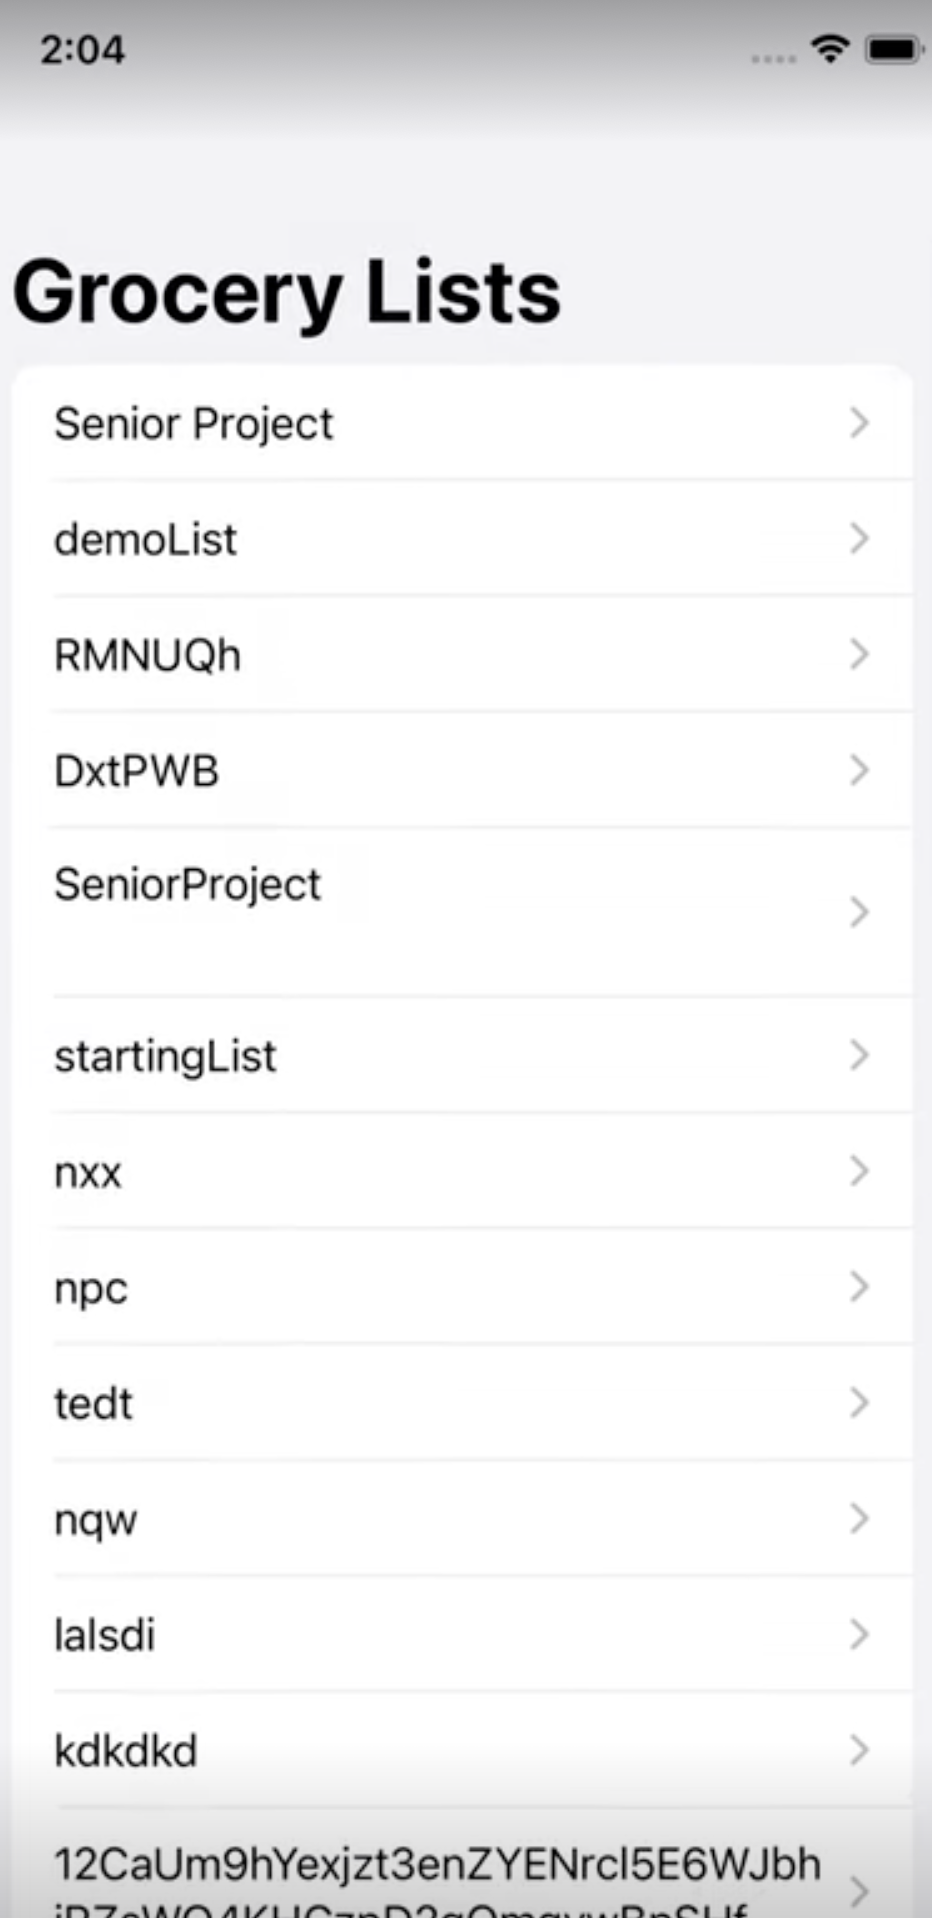 2:04
Grocery Lists
Senior Project
demoList
RMNUQh
DxtPWB
SeniorProject
startingList
nxx
npc
tedt
nqw
lalsdi
kdkdkd
12CaUm9hYexjzt3enZYENrcl5E6WJbh